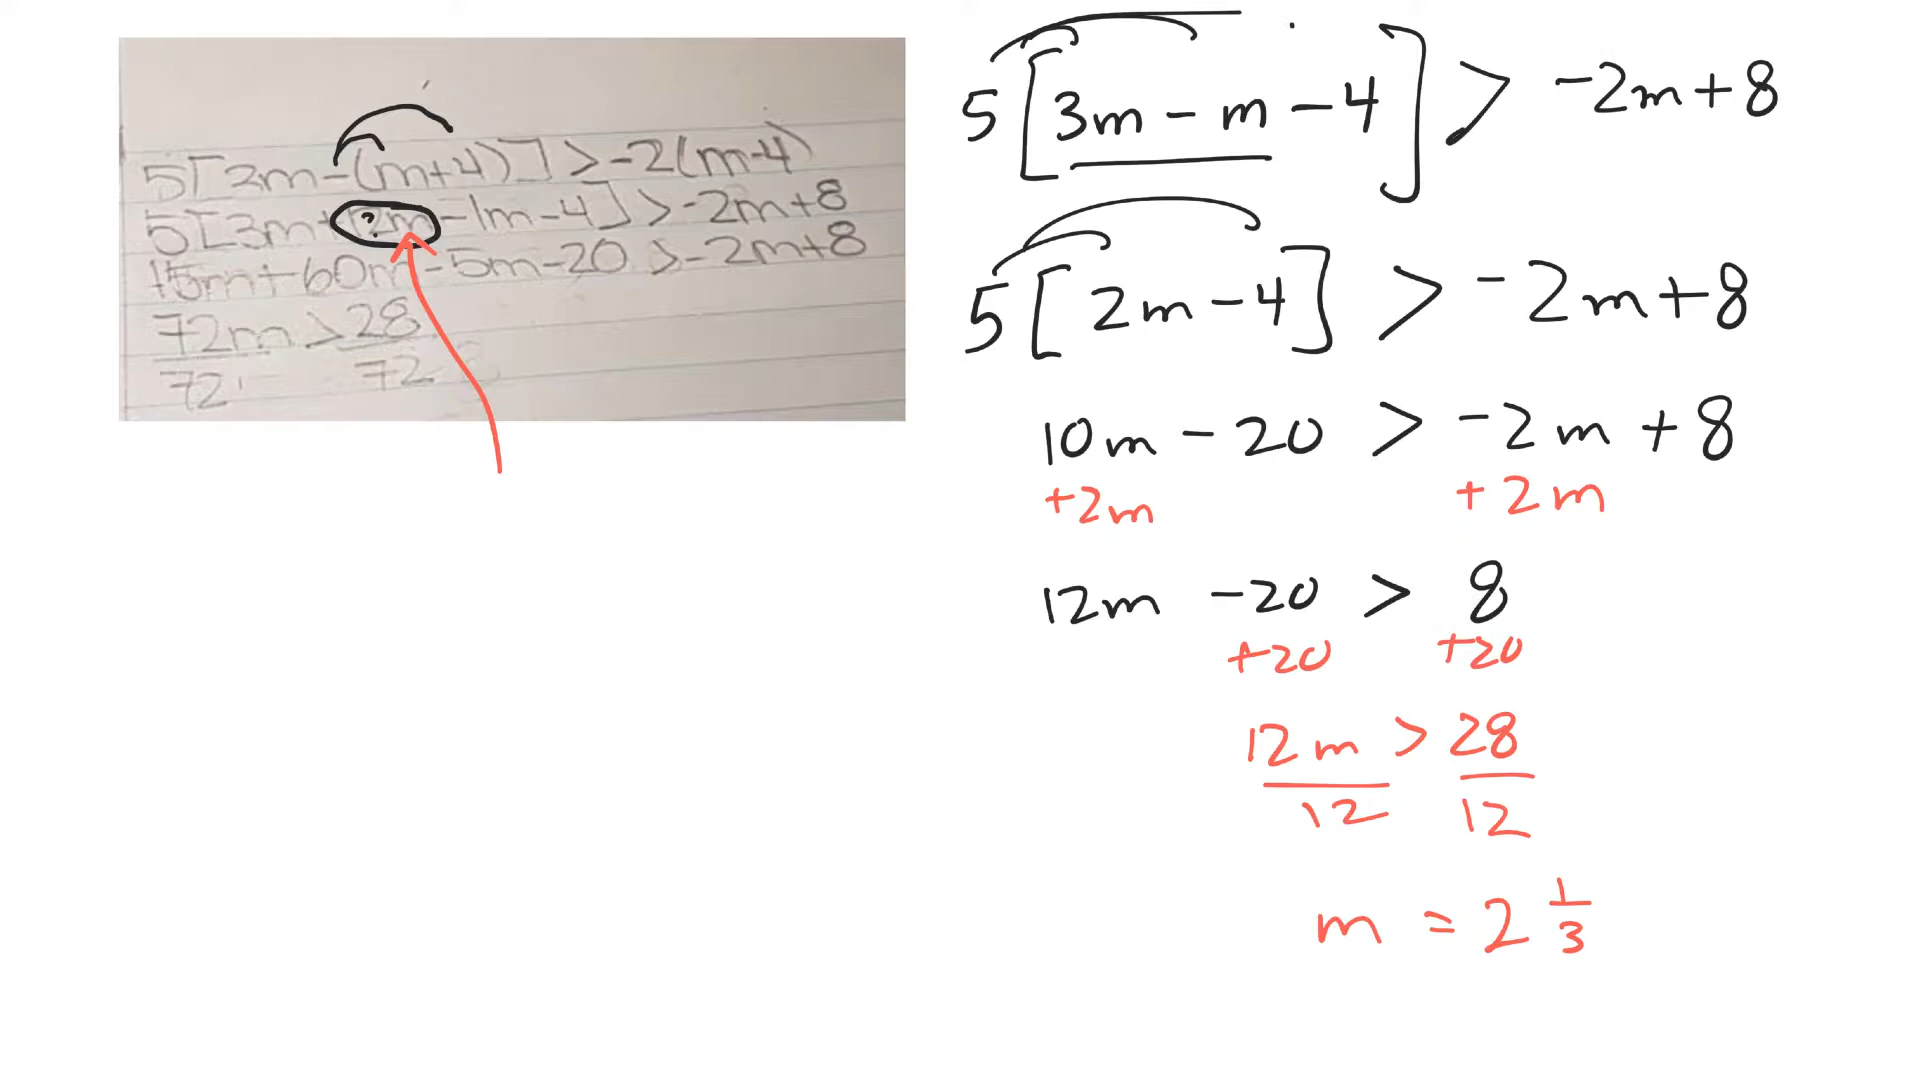 5[3m-(m+4)]>-2(m-4)
5[3m+12m-1m-4]>-2m+8
?
15m+60m-5m-20>-2m+8
72m>28
72 72
5[3m-m-4]>-2m+8
5[2m-4]>-2m+8
10m-20>-2m+8
+2m +2m
12m-20>8
+20 +20
12m>28
12 12
m=2 1/3